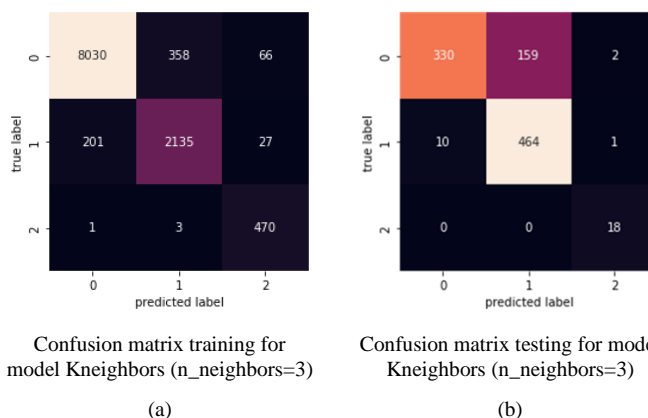 0 8030 358 66
1 201 2135 27
2 1 3 470
true label
0 1 2
predicted label
Confusion matrix training for
model Kneighbors (n_neighbors=3)
(a)
0 330 159 2
1 10 464 1
2 0 0 18
true label
0 1 2
predicted label
Confusion matrix testing for mode
Kneighbors (n_neighbors=3)
(b)